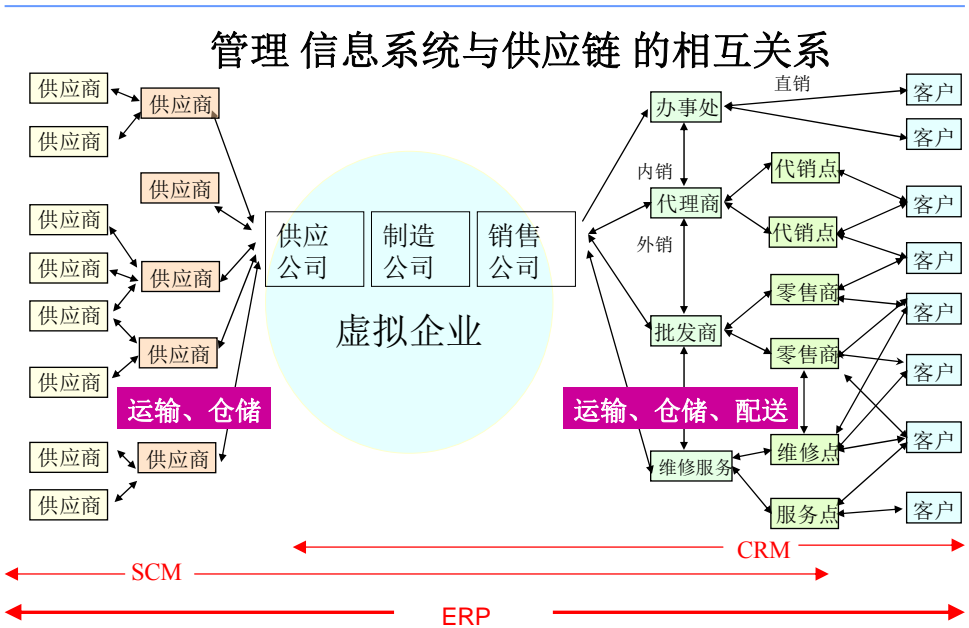 管理 信息系统与供应链 的相互关系
供应商
供应商
供应商
供应商
供应商
供应商
供应商
供应商
供应商
供应商
供应商
供应商
供应商
运输、仓储
供应
公司
制造
公司
销售
公司
虚拟企业
直销
内销
外销
办事处
代理商
批发商
运输、仓储、配送
维修服务
代销点
代销点
零售商
零售商
维修点
服务点
客户
客户
客户
客户
客户
客户
客户
客户
CRM
SCM
ERP